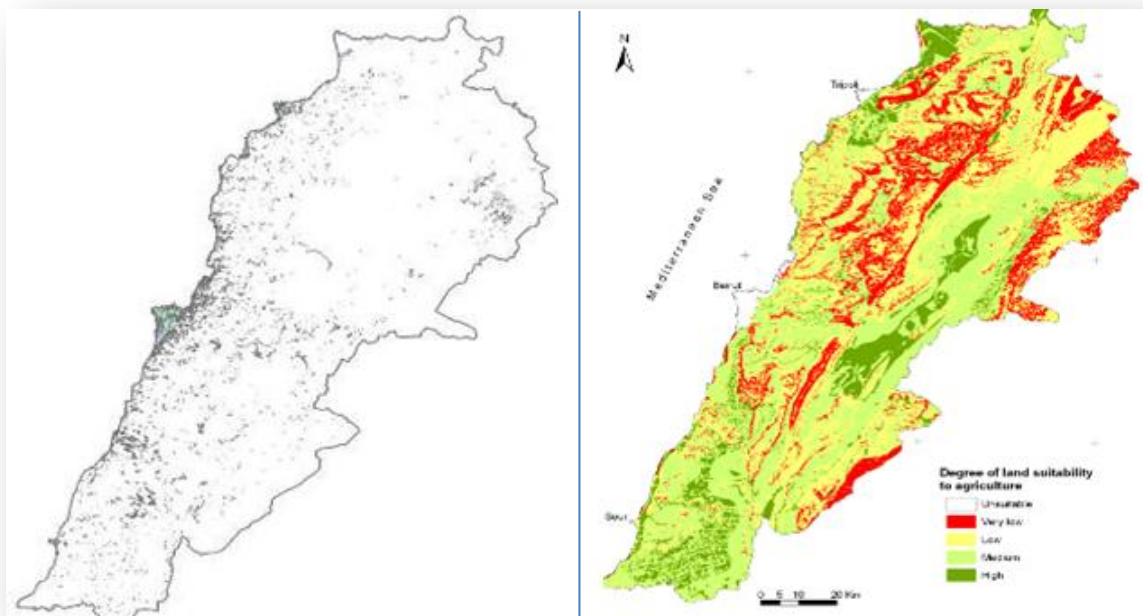 N
Tripoli
Mediterranean Sea
Beirut
Sour
Degree of land suitability
to agriculture
Unsuitable
Very low
Low
Medium
High
0 5 10 20 Km